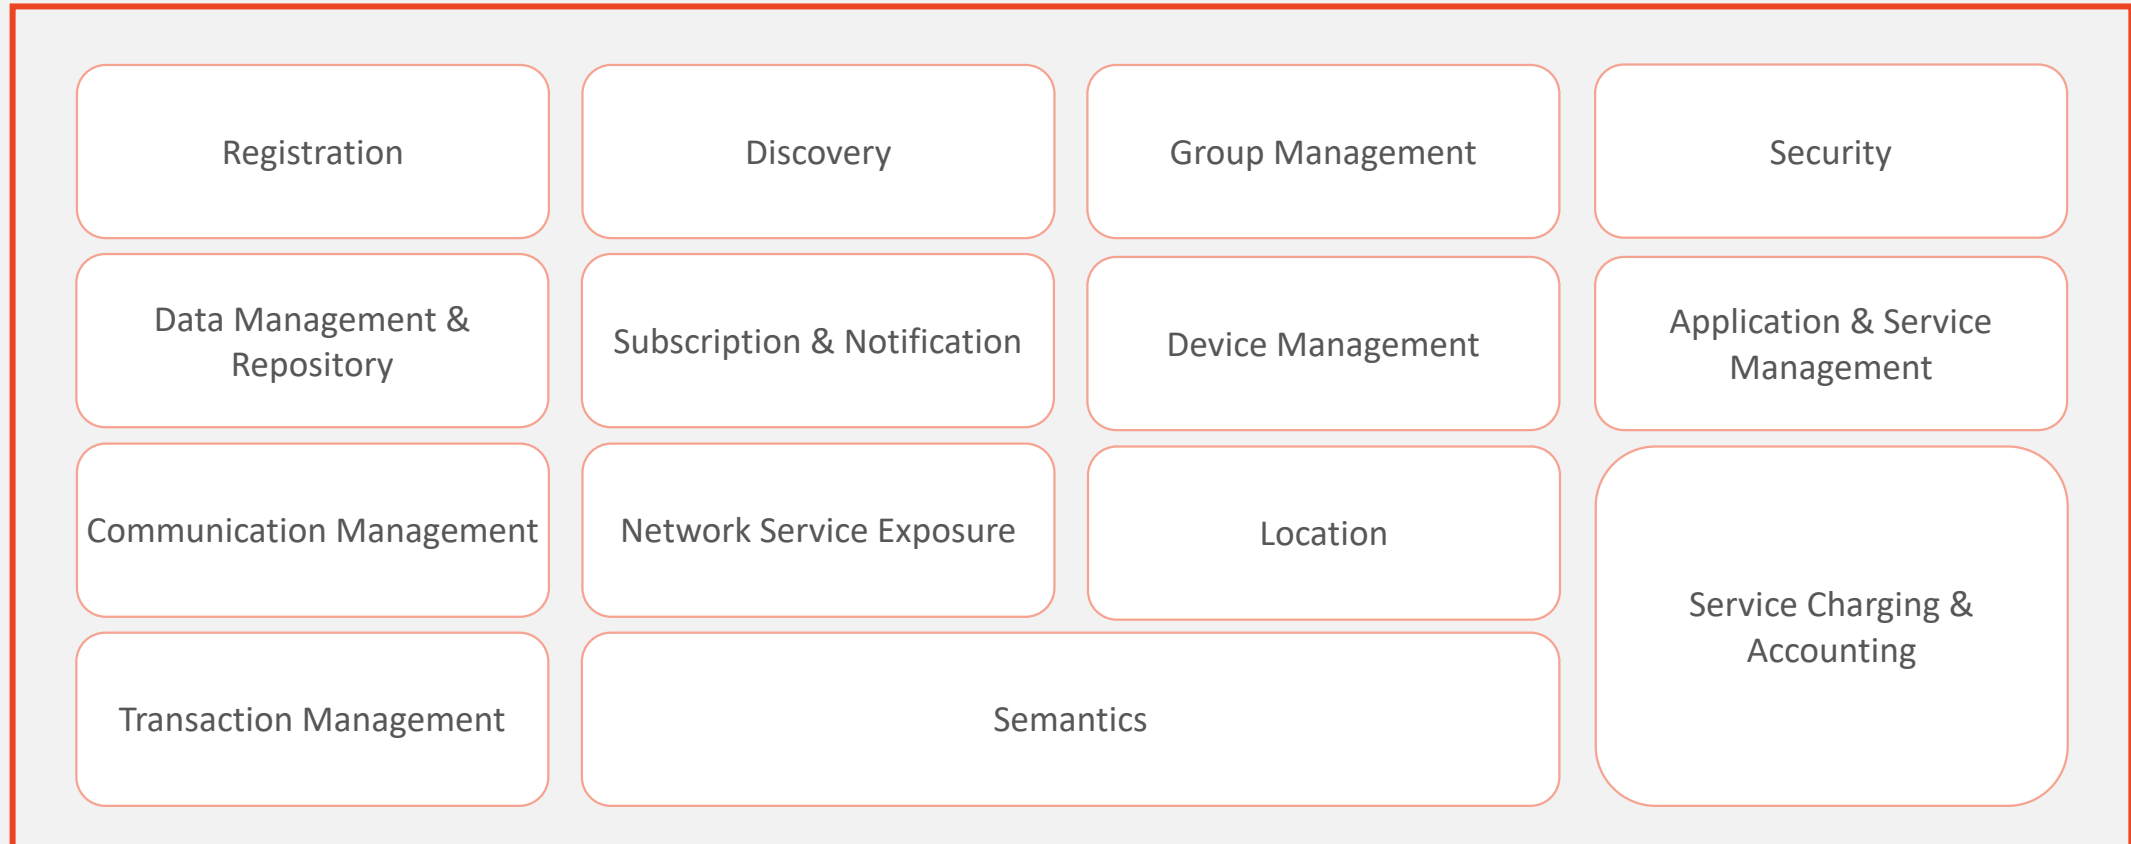 Registration
Discovery
Group Management
Security
Data Management &
Repository
Subscription & Notification
Device Management
Application & Service
Management
Communication Management
Network Service Exposure
Location
Service Charging &
Accounting
Transaction Management
Semantics